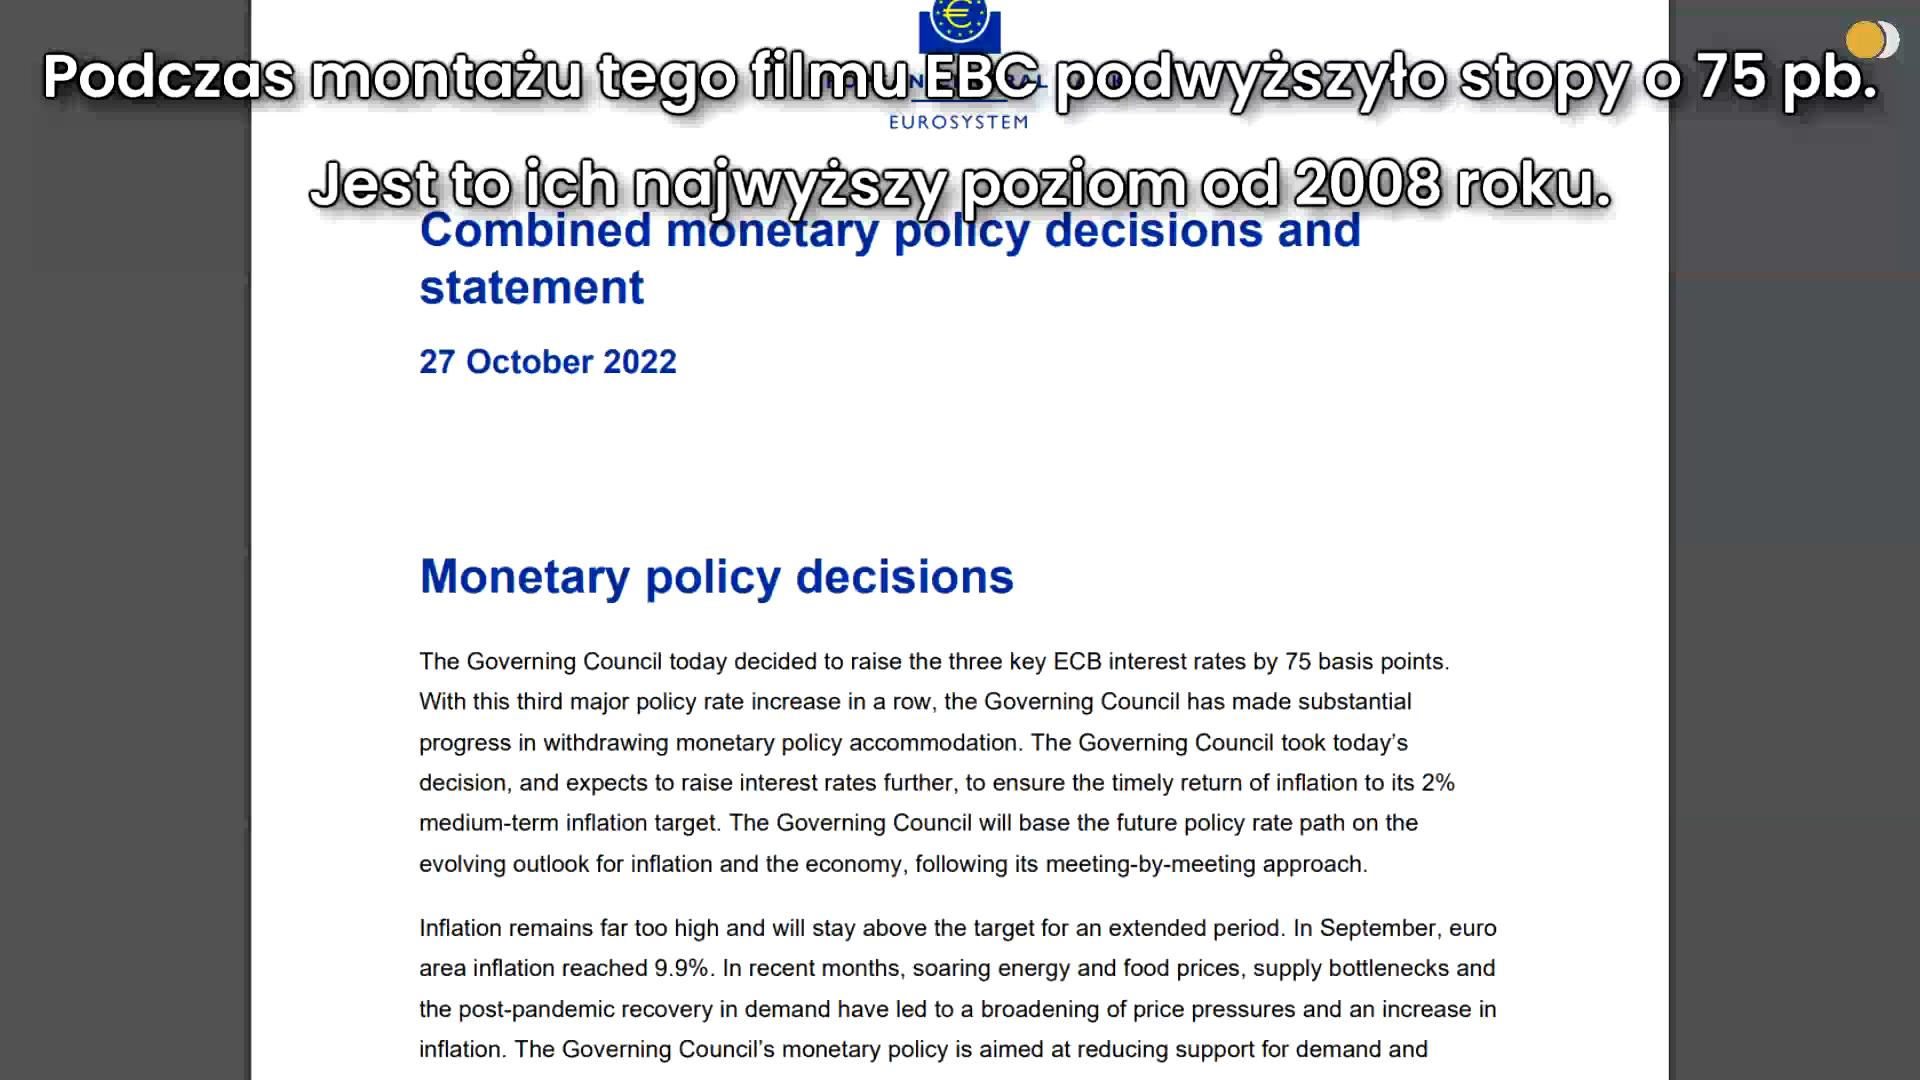 Podczas montażu tego filmu EBC podwyższyło stopy o 75 pb.
EUROSYSTEM
Jest to ich najwyższy poziom od 2008 roku.
Combined monetary policy decisions and
statement
27 October 2022
Monetary policy decisions
The Governing Council today decided to raise the three key ECB interest rates by 75 basis points.
With this third major policy rate increase in a row, the Governing Council has made substantial
progress in withdrawing monetary policy accommodation. The Governing Council took today’s
decision, and expects to raise interest rates further, to ensure the timely return of inflation to its 2%
medium-term inflation target. The Governing Council will base the future policy rate path on the
evolving outlook for inflation and the economy, following its meeting-by-meeting approach.
Inflation remains far too high and will stay above the target for an extended period. In September, euro
area inflation reached 9.9%. In recent months, soaring energy and food prices, supply bottlenecks and
the post-pandemic recovery in demand have led to a broadening of price pressures and an increase in
inflation. The Governing Council’s monetary policy is aimed at reducing support for demand and